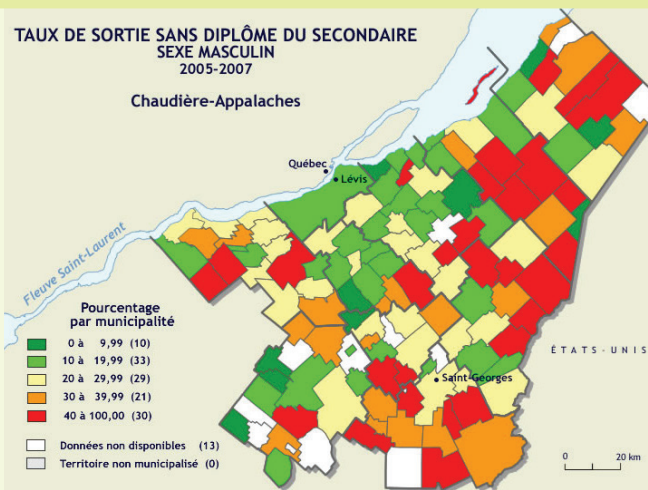 TAUX DE SORTIE SANS DIPLÔME DU SECONDAIRE
SEXE MASCULIN
2005-2007
Chaudière-Appalaches
Québec
Lévis
Fleuve Saint-Laurent
Pourcentage
par municipalité
0 à 9,99 (10)
10 à 19,99 (33)
20 à 29,99 (29)
30 à 39,99 (21)
40 à 100,00 (30)
Données non disponibles (13)
Territoire non municipalisé (0)
ÉTATS-UNIS
Saint-Georges
0 20 km